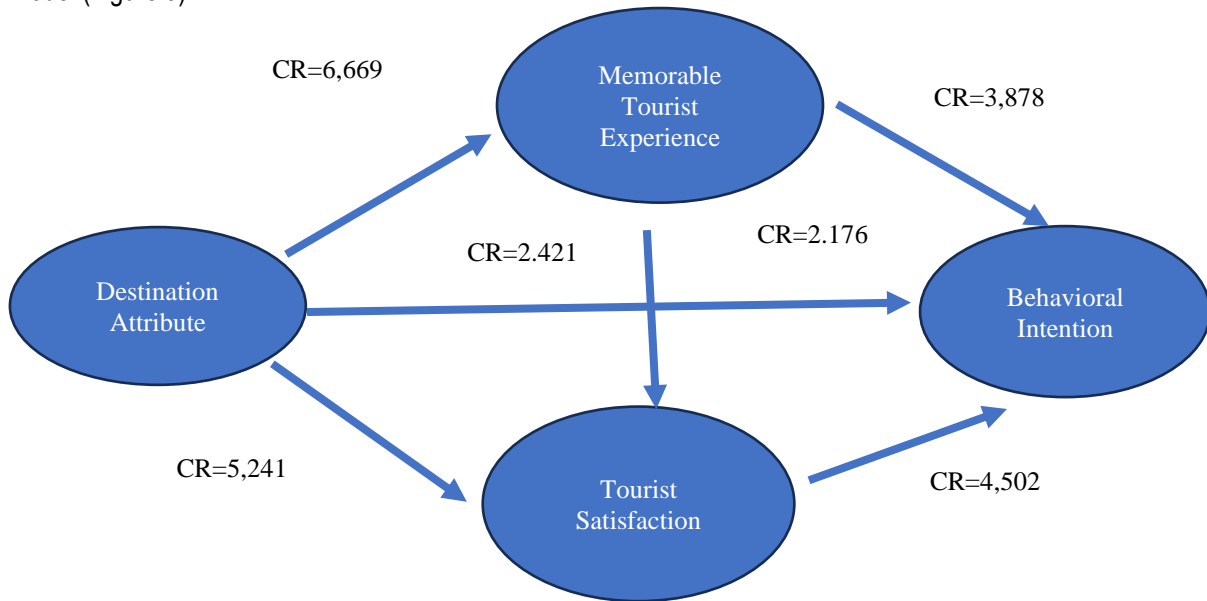 CR=6,669
Memorable
Tourist
Experience
CR=3,878
CR=2.421
CR=2.176
Destination
Attribute
Behavioral
Intention
CR=5,241
Tourist
Satisfaction
CR=4,502